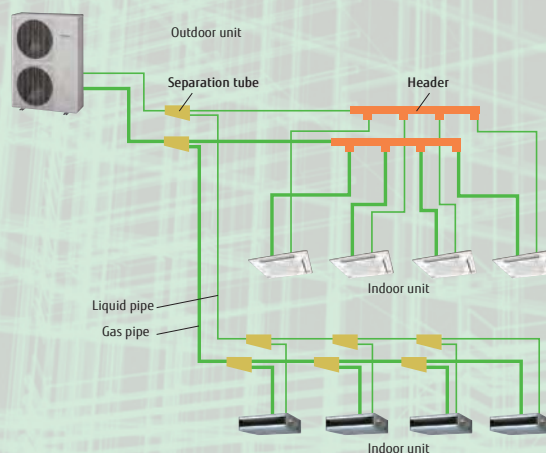 Outdoor unit
Separation tube
Header
Indoor unit
Liquid pipe
Gas pipe
Indoor unit